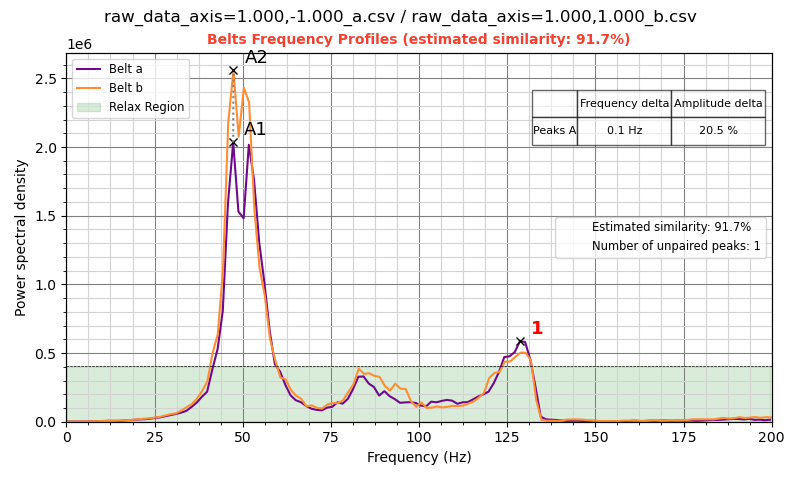 raw_data_axis=1.000,-1.000_a.csv / raw_data_axis=1.000,1.000_b.csv
Belts Frequency Profiles (estimated similarity: 91.7%)
1e6
Belt a
Belt b
Relax Region
A2
A1
Frequency delta Amplitude delta
Peaks A 0.1 Hz 20.5 %
Estimated similarity: 91.7%
Number of unpaired peaks: 1
1
2.5
2.0
1.5
1.0
0.5
0.0
Power spectral density
0 25 50 75 100 125 150 175 200
Frequency (Hz)